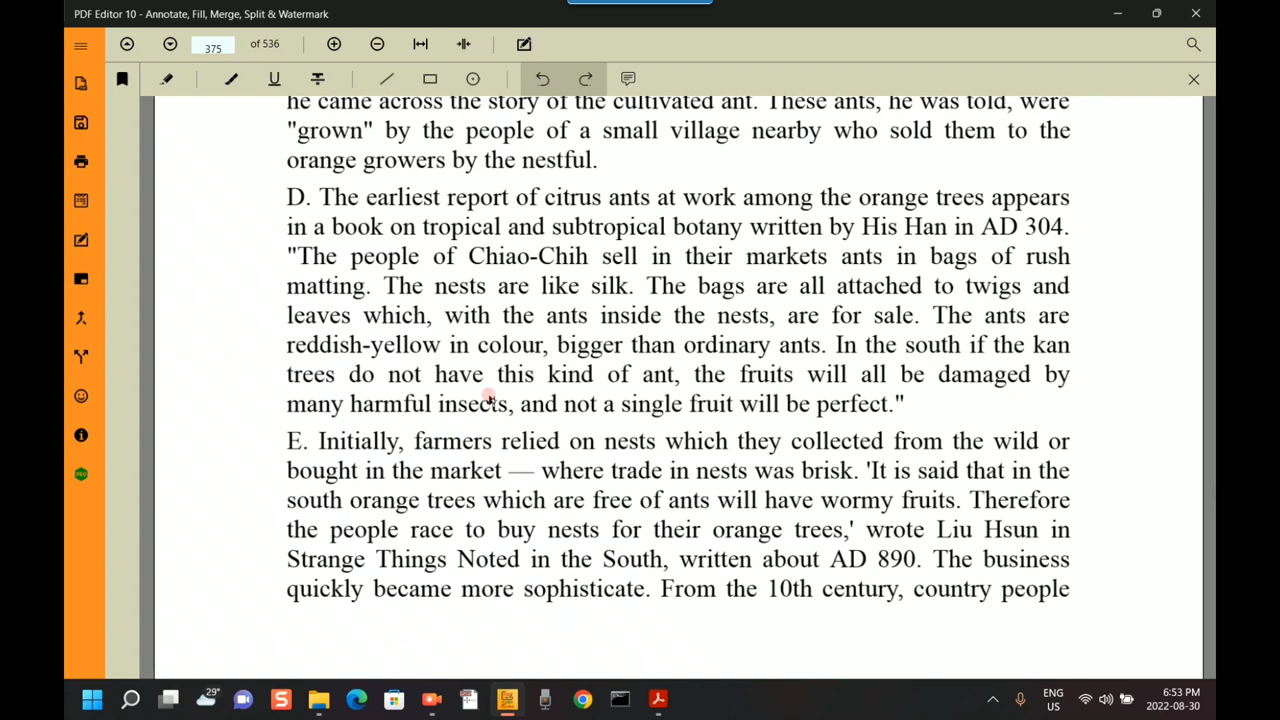 PDF Editor 10 - Annotate, Fill, Merge, Split & Watermark
375 of 536
he came across the story of the cultivated ant. These ants, he was told, were
"grown" by the people of a small village nearby who sold them to the
orange growers by the nestful.
D. The earliest report of citrus ants at work among the orange trees appears
in a book on tropical and subtropical botany written by His Han in AD 304.
"The people of Chiao-Chih sell in their markets ants in bags of rush
matting. The nests are like silk. The bags are all attached to twigs and
leaves which, with the ants inside the nests, are for sale. The ants are
reddish-yellow in colour, bigger than ordinary ants. In the south if the kan
trees do not have this kind of ant, the fruits will all be damaged by
many harmful insects, and not a single fruit will be perfect."
E. Initially, farmers relied on nests which they collected from the wild or
bought in the market — where trade in nests was brisk. 'It is said that in the
south orange trees which are free of ants will have wormy fruits. Therefore
the people race to buy nests for their orange trees,' wrote Liu Hsun in
Strange Things Noted in the South, written about AD 890. The business
quickly became more sophisticate. From the 10th century, country people
29°
ENG
US
6:53 PM
2022-08-30